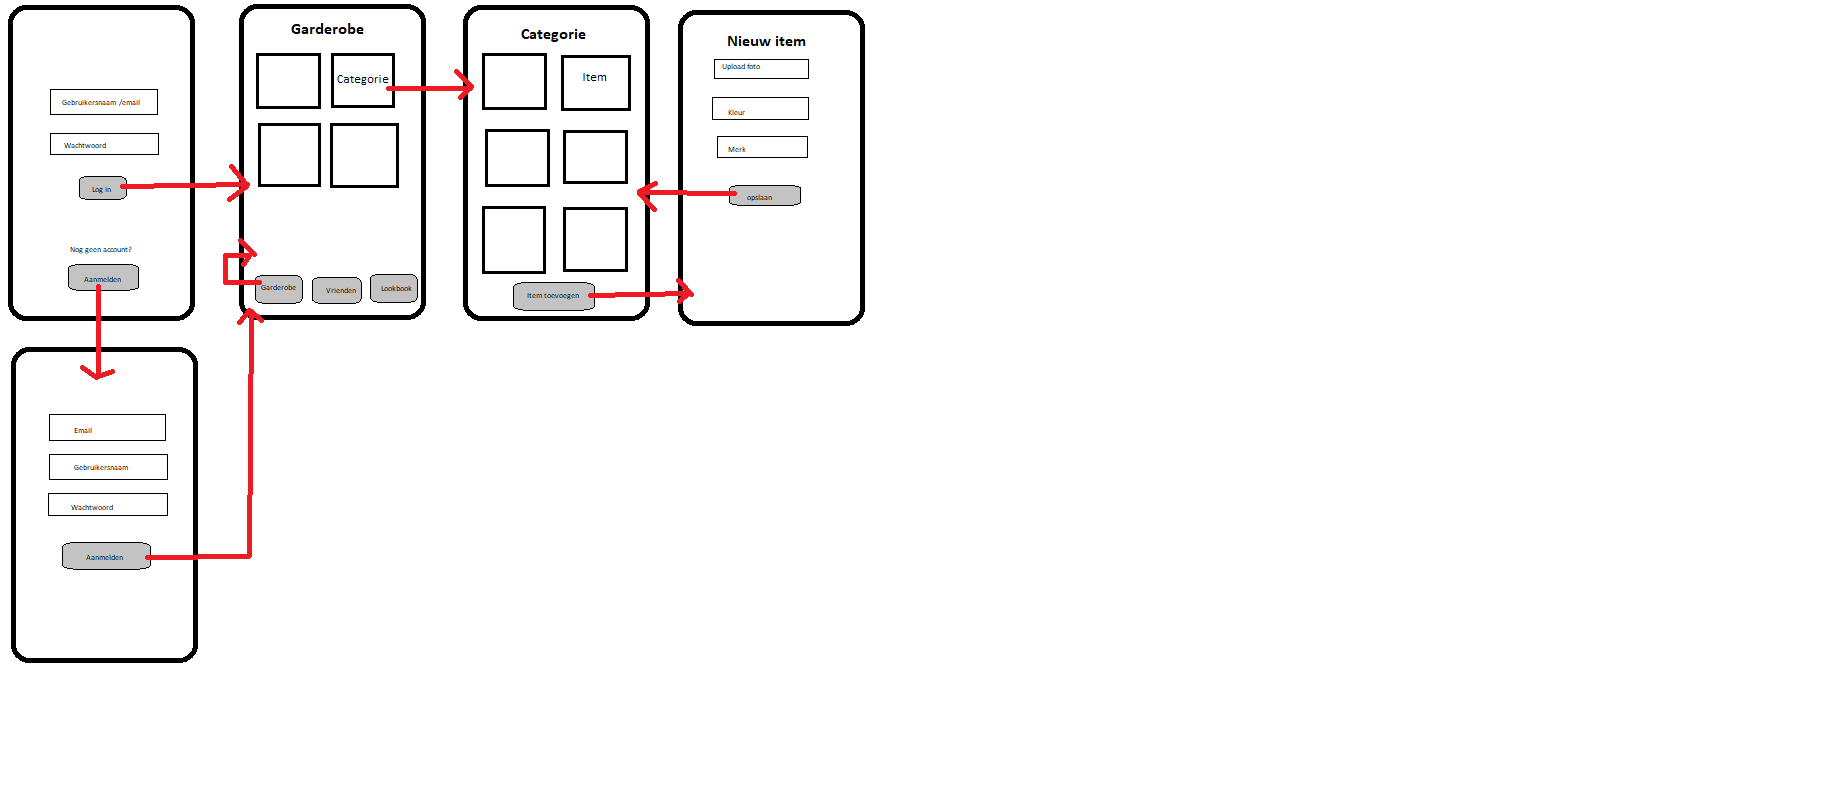 Gebruikersnaam /email
Wachtwoord
Log in
Nog geen account?
Aanmelden
Garderobe
Categorie
Garderobe
Vrienden
Lookbook
Categorie
Item
Item toevoegen
Nieuw item
Upload foto
Kleur
Merk
opslaan
Email
Gebruikersnaam
Wachtwoord
Aanmelden